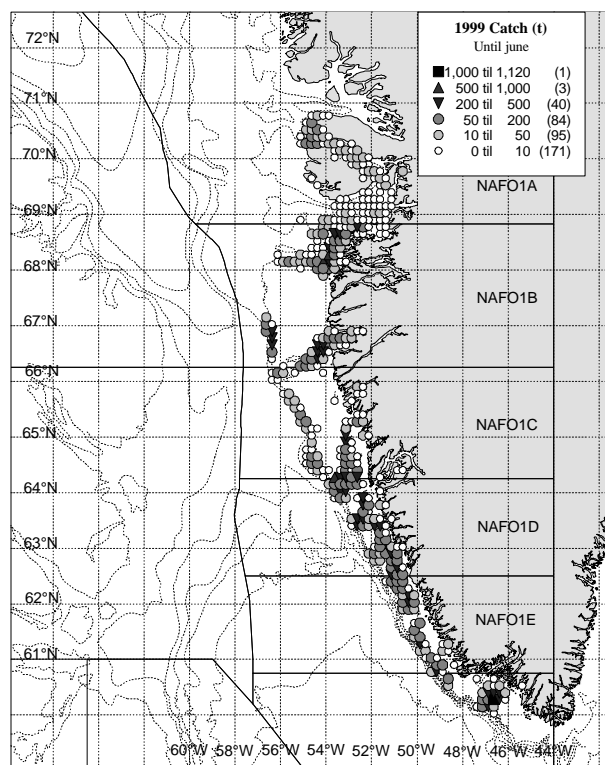 1999 Catch (t)
Until june
1,000 til 1,120 (1)
500 til 1,000 (3)
200 til 500 (40)
50 til 200 (84)
10 til 50 (95)
0 til 10 (171)
72°N
71°N
70°N
NAFO1A
69°N
68°N
NAFO1B
67°N
66°N
NAFO1C
65°N
64°N
NAFO1D
63°N
62°N
NAFO1E
61°N
60°W 58°W 56°W 54°W 52°W 50°W 48°W 46°W 44°W